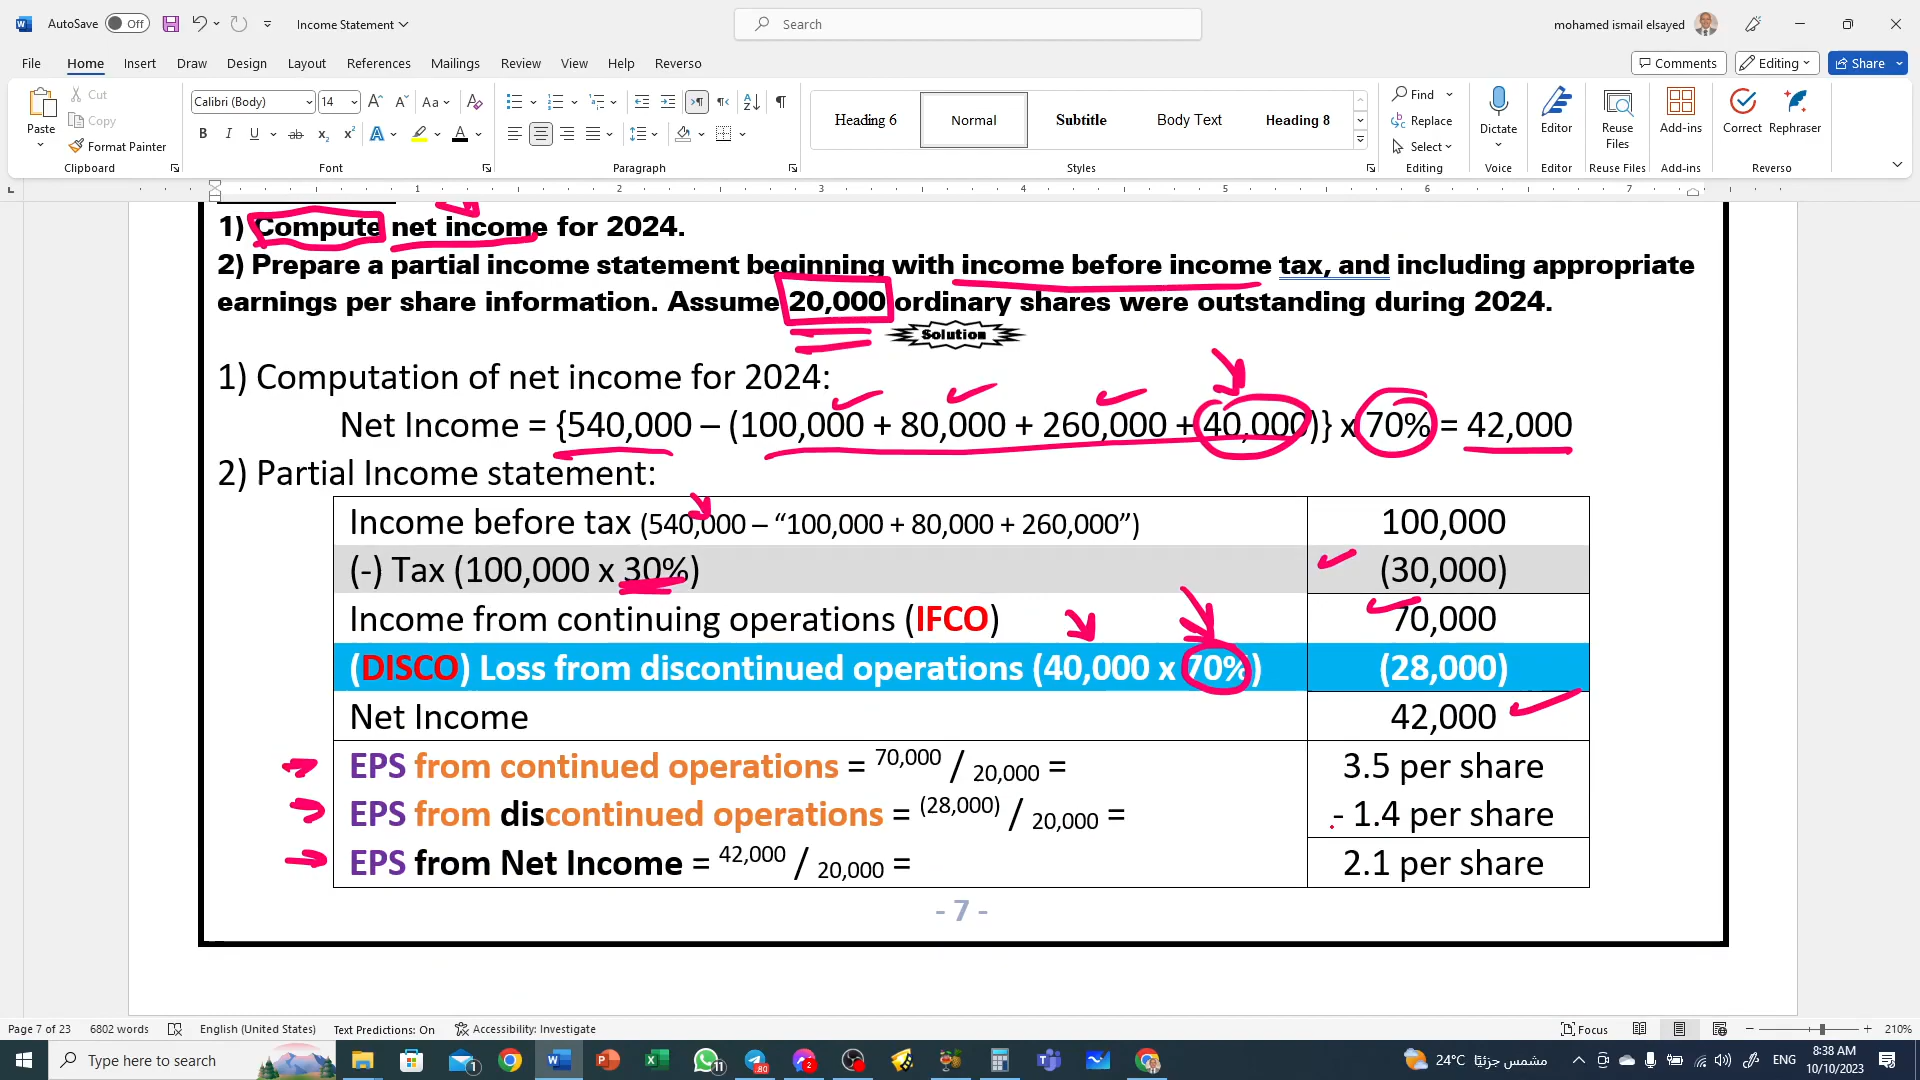 AutoSave Off
Income Statement
Search
mohamed ismail elsayed
File Home Insert Draw Design Layout References Mailings Review View Help Reverso
Comments Editing Share
Paste
Cut
Copy
Format Painter
Clipboard
Calibri (Body) 14
Font
Paragraph
Heading 6
Normal
Subtitle
Body Text
Heading 8
Styles
Find
Replace
Select
Editing
Dictate
Voice
Editor
Editor
Reuse Files
Reuse Files
Add-ins
Add-ins
Correct
Rephraser
Reverso
1 2 3 4 5 6 7
1) Compute net income for 2024.
2) Prepare a partial income statement beginning with income before income tax, and including appropriate
earnings per share information. Assume 20,000 ordinary shares were outstanding during 2024.
Solution
1) Computation of net income for 2024:
Net Income = {540,000 – (100,000 + 80,000 + 260,000 + 40,000)} x 70% = 42,000
2) Partial Income statement:
Income before tax (540,000 – “100,000 + 80,000 + 260,000”) 100,000
(-) Tax (100,000 x 30%) (30,000)
Income from continuing operations (IFCO) 70,000
(DISCO) Loss from discontinued operations (40,000 x 70%) (28,000)
Net Income 42,000
EPS from continued operations = 70,000 / 20,000 = 3.5 per share
EPS from discontinued operations = (28,000) / 20,000 = - 1.4 per share
EPS from Net Income = 42,000 / 20,000 = 2.1 per share
- 7 -
Page 7 of 23 6802 words English (United States) Text Predictions: On Accessibility: Investigate Focus 210%
Type here to search
1
11
80
2
24°C مشمس جزئيًا
ENG
8:38 AM
10/10/2023